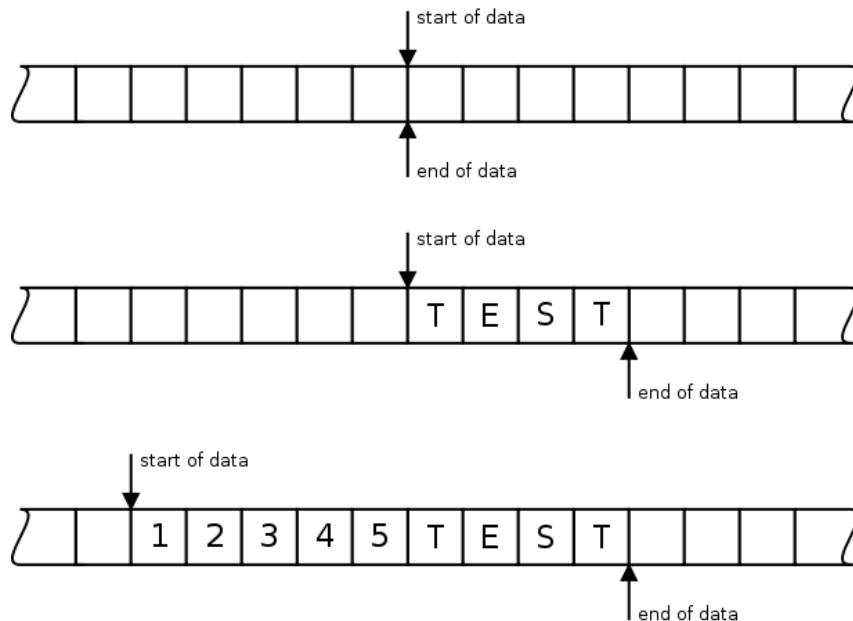 start of data
end of data
start of data
T E S T
end of data
start of data
1 2 3 4 5 T E S T
end of data